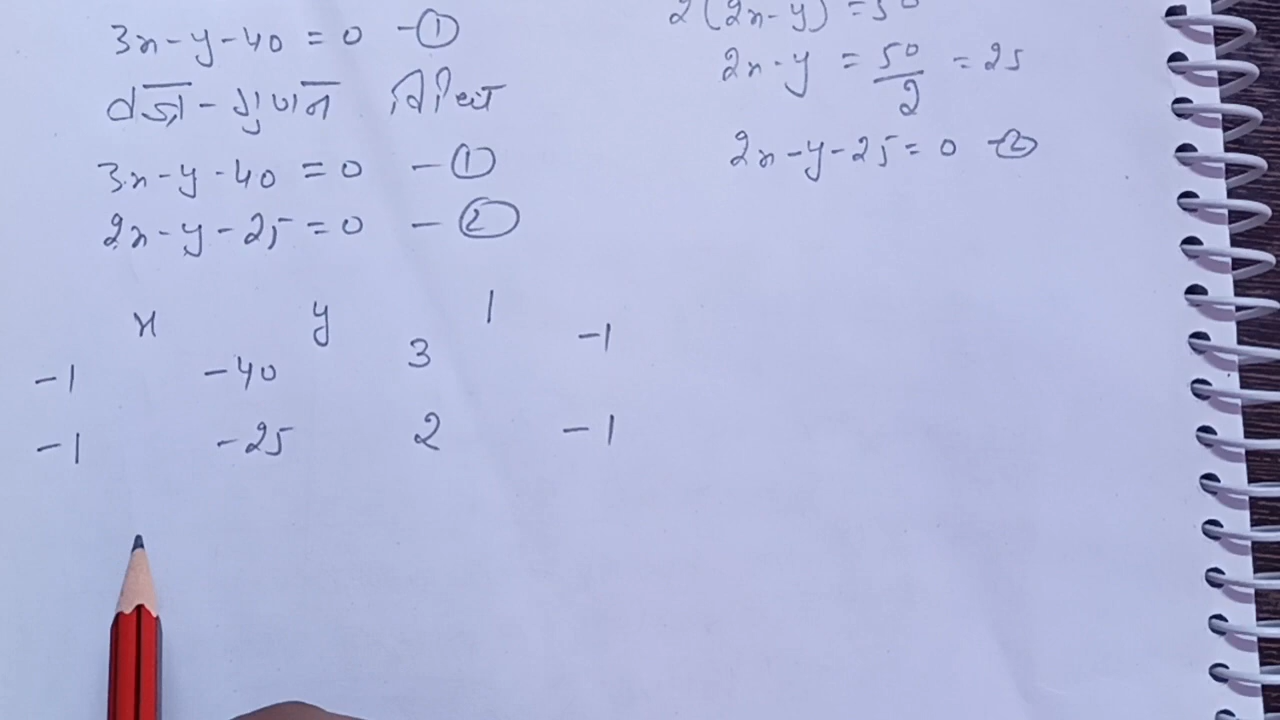 3x-y-40 = 0 -①
वज्र-गुणन विधि से
3x-y-40 = 0 -①
2x-y-25 = 0 -②
x y 1
-1 -40 3 -1
-1 -25 2 -1
2(2x-y) = 50
2x-y = 50/2 = 25
2x-y-25 = 0 -②